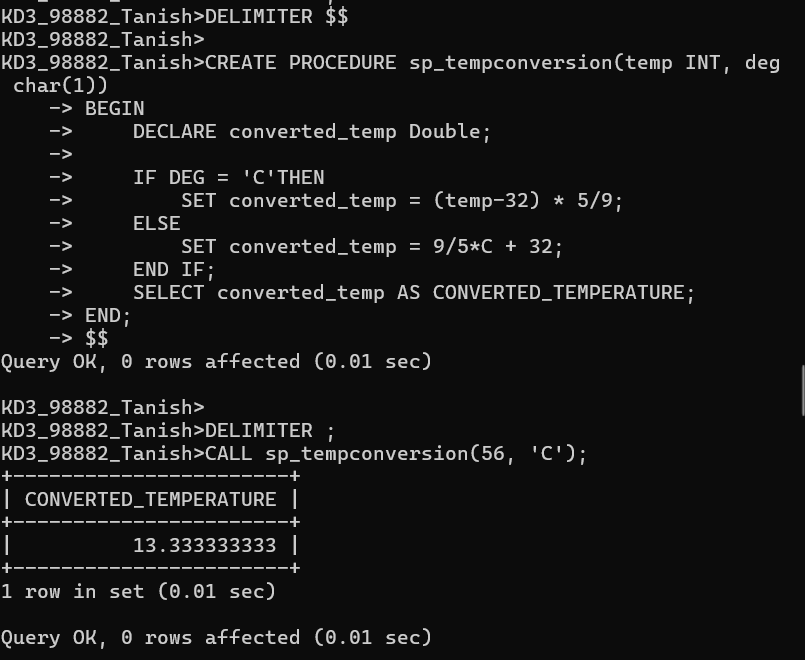 KD3_98882_Tanish>DELIMITER $$
KD3_98882_Tanish>
KD3_98882_Tanish>CREATE PROCEDURE sp_tempconversion(temp INT, deg
 char(1))
    -> BEGIN
    ->     DECLARE converted_temp Double;
    ->
    ->     IF DEG = 'C'THEN
    ->         SET converted_temp = (temp-32) * 5/9;
    ->     ELSE
    ->         SET converted_temp = 9/5*C + 32;
    ->     END IF;
    ->     SELECT converted_temp AS CONVERTED_TEMPERATURE;
    -> END;
    -> $$
Query OK, 0 rows affected (0.01 sec)

KD3_98882_Tanish>
KD3_98882_Tanish>DELIMITER ;
KD3_98882_Tanish>CALL sp_tempconversion(56, 'C');
+-----------------------+
| CONVERTED_TEMPERATURE |
+-----------------------+
|          13.333333333 |
+-----------------------+
1 row in set (0.01 sec)

Query OK, 0 rows affected (0.01 sec)